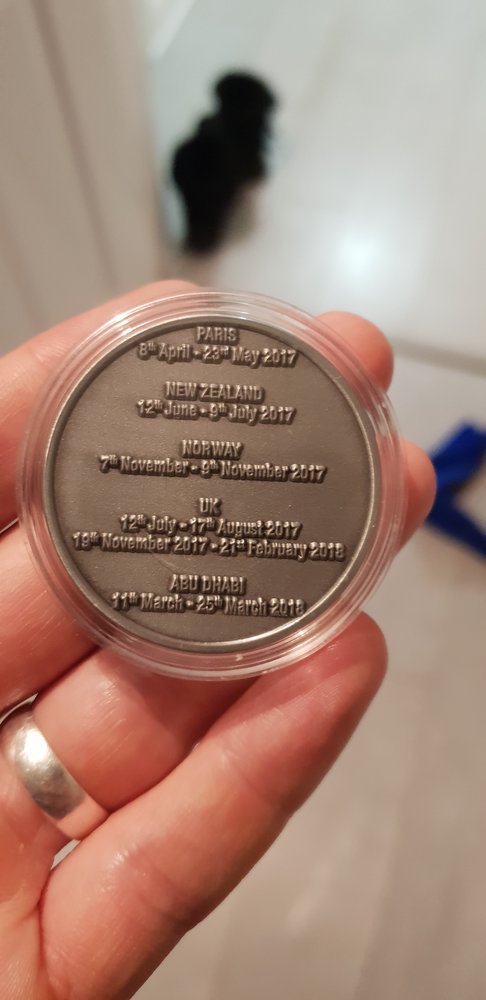 PARIS
8th April - 23rd May 2017
NEW ZEALAND
12th June - 9th July 2017
NORWAY
7th November - 9th November 2017
UK
12th July - 17th August 2017
19th November 2017 - 21st February 2018
ABU DHABI
11th March - 25th March 2018